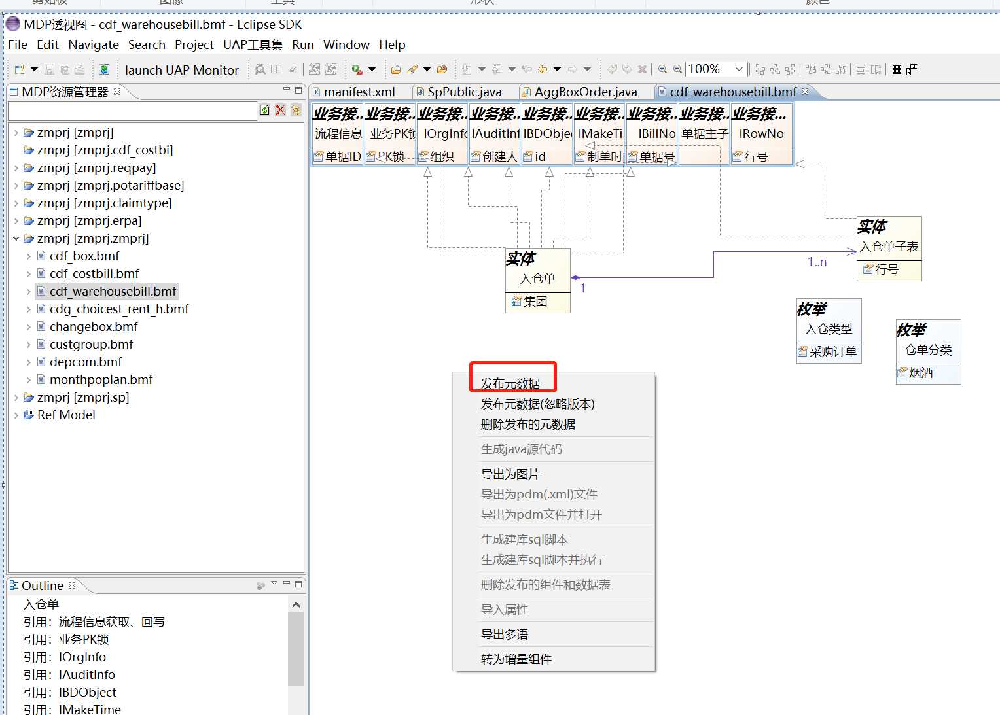 剪贴板 图像 工具 形状 颜色
MDP透视图 - cdf_warehousebill.bmf - Eclipse SDK
File Edit Navigate Search Project UAP工具集 Run Window Help
launch UAP Monitor 100%
MDP资源管理器
manifest.xml SpPublic.java AggBoxOrder.java cdf_warehousebill.bmf
zmprj [zmprj]
zmprj [zmprj.cdf_costbi]
zmprj [zmprj.reqpay]
zmprj [zmprj.potariffbase]
zmprj [zmprj.claimtype]
zmprj [zmprj.erpa]
zmprj [zmprj.zmprj]
cdf_box.bmf
cdf_costbill.bmf
cdf_warehousebill.bmf
cdg_choicest_rent_h.bmf
changebox.bmf
custgroup.bmf
depcom.bmf
monthpoplan.bmf
zmprj [zmprj.sp]
Ref Model
Outline
入仓单
引用：流程信息获取、回写
引用：业务PK锁
引用：IOrgInfo
引用：IAuditInfo
引用：IBDObject
引用：IMakeTime
业务接... 业务接... 业务接... 业务接... 业务接... 业务接... 业务接... 业务接... 业务接...
流程信息 业务PK锁 IOrgInfo IAuditInf IBDObje IMakeTi. IBillNo 单据主子 IRowNo
单据ID PK锁 组织 创建人 id 制单时 单据号 行号
实体
入仓单
集团
1
1..n
实体
入仓单子表
行号
枚举
入仓类型
采购订单
枚举
仓单分类
烟酒
发布元数据
发布元数据(忽略版本)
删除发布的元数据
生成java源代码
导出为图片
导出为pdm(.xml)文件
导出为pdm文件并打开
生成建库sql脚本
生成建库sql脚本并执行
删除发布的组件和数据表
导入属性
导出多语
转为增量组件